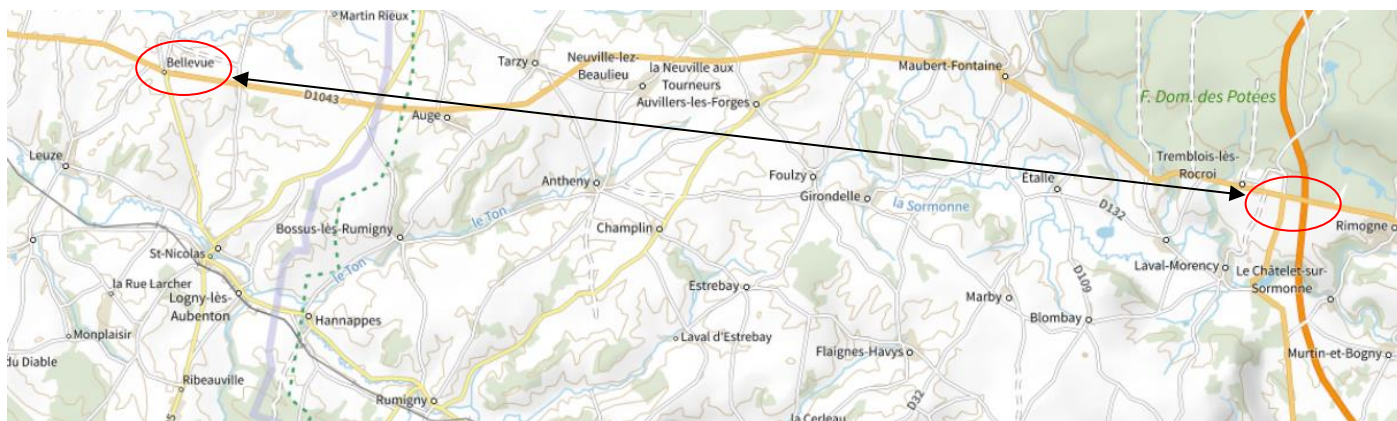 Martin Rieux
Bellevue
Tarzy
Neuville-lez-
Beaulieu
la Neuville aux
Tourneurs
Auvillers-les-Forges
Maubert-Fontaine
F. Dom. des Potées
D1043
Auge
Leuze
Antheny
Foulzy
Girondelle
Étalle
la Sormonne
Tremblois-lès-
Rocroi
D132
Rimogne
le Ton
Bossus-lès-Rumigny
Champlin
St-Nicolas
le Ton
Laval-Morency
Le Châtelet-sur-
Sormonne
la Rue Larcher
Logny-lès-
Aubenton
Estrebay
D109
Marby
Hannappes
Blombay
Monplaisir
Laval d'Estrebay
du Diable
Flaignes-Havys
Murtin-et-Bogny
Ribeauville
Rumigny
D32
la Cerleau